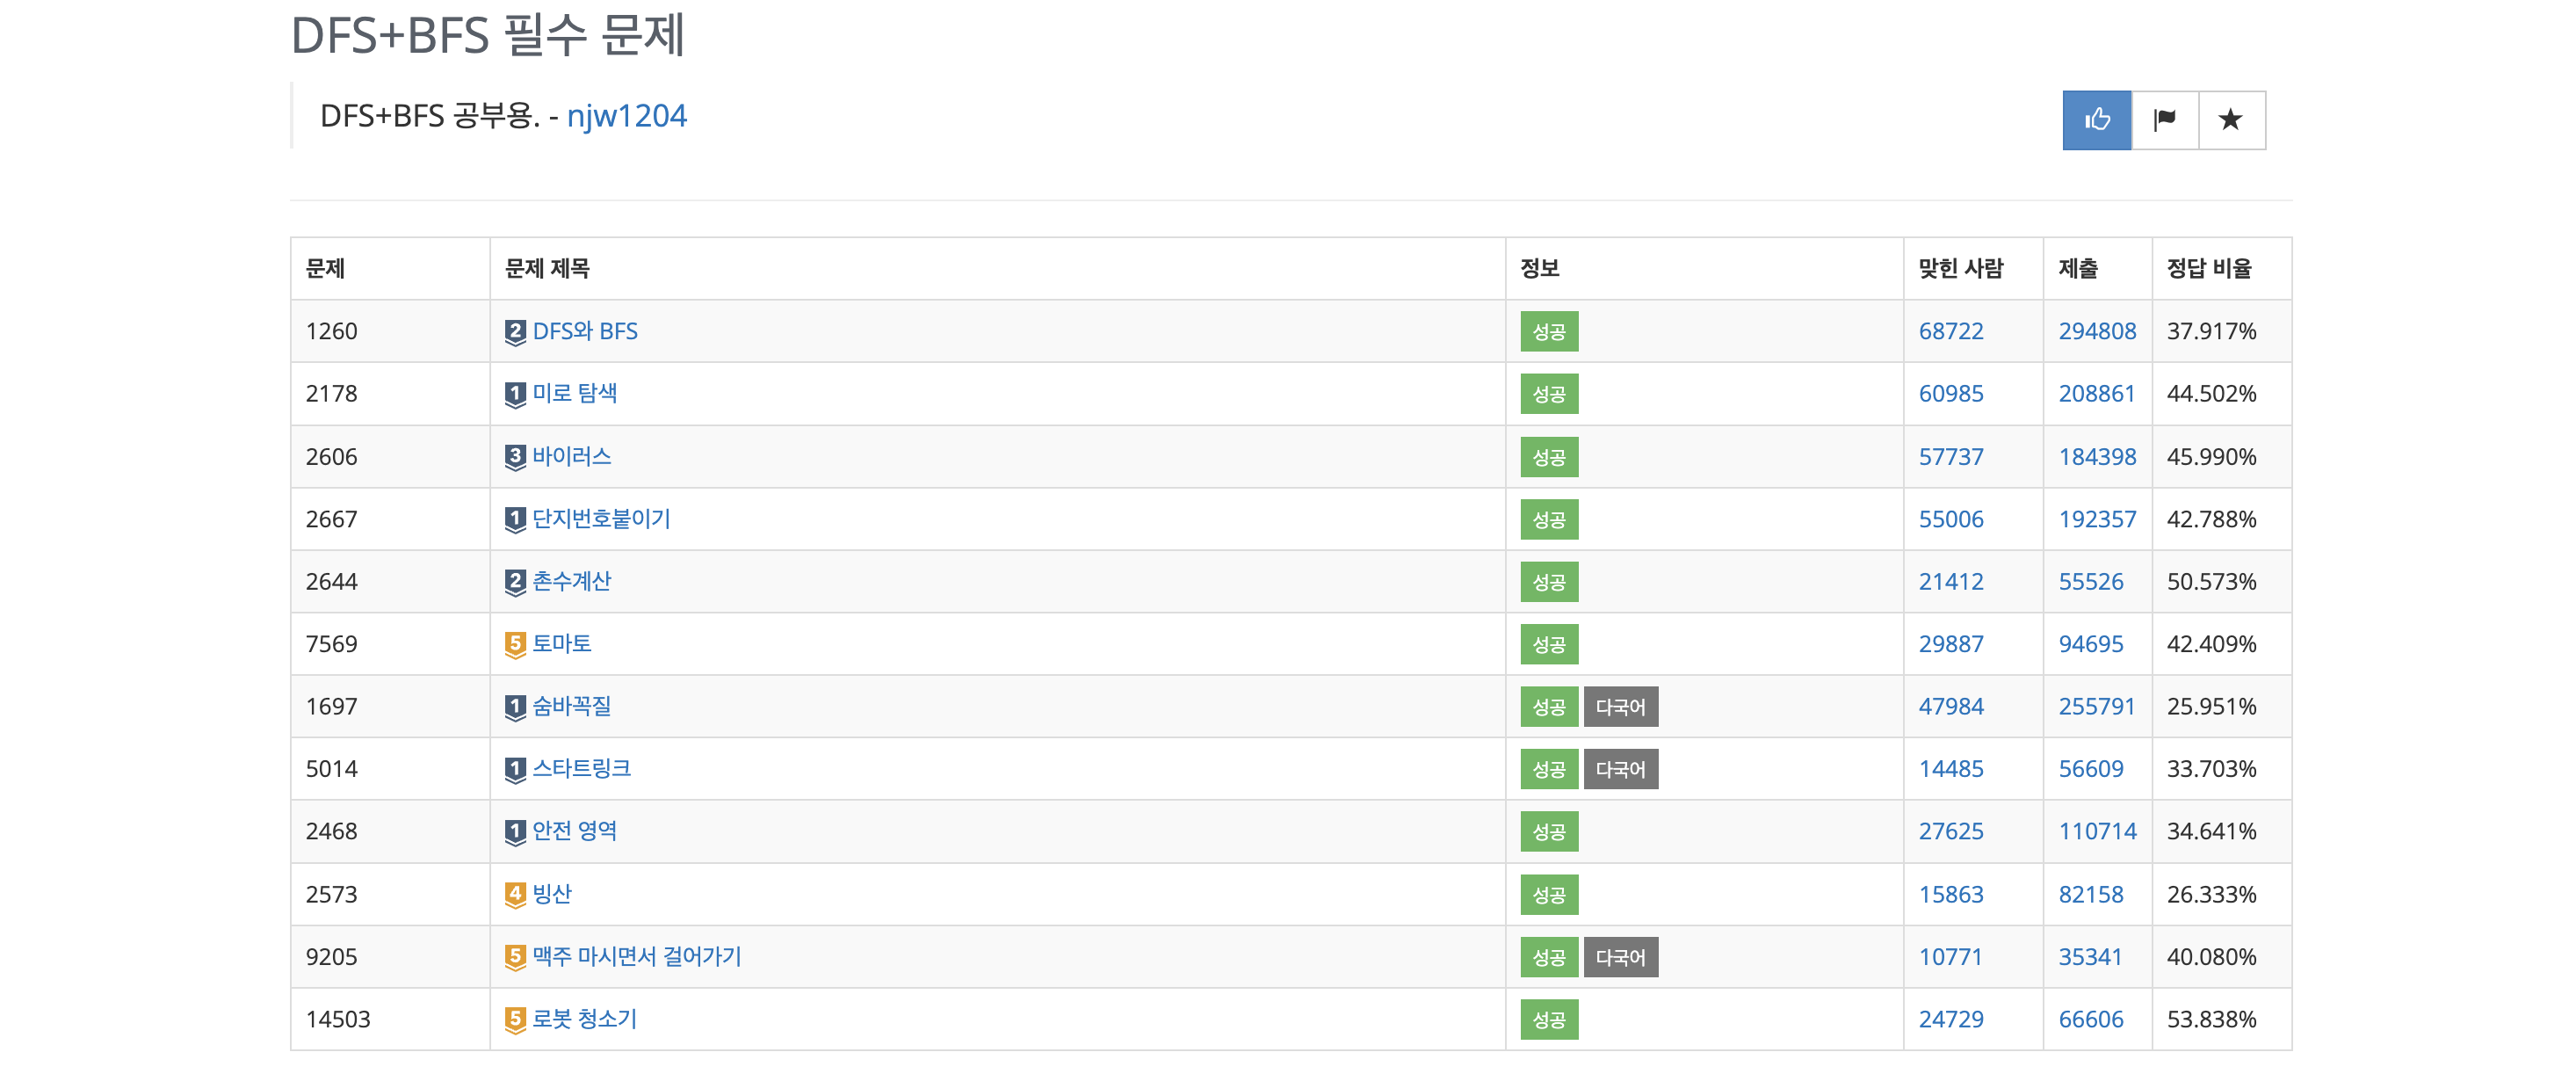 DFS+BFS 필수 문제
DFS+BFS 공부용. - njw1204
문제 문제 제목 정보 맞힌 사람 제출 정답 비율
1260 2 DFS와 BFS 성공 68722 294808 37.917%
2178 1 미로 탐색 성공 60985 208861 44.502%
2606 3 바이러스 성공 57737 184398 45.990%
2667 1 단지번호붙이기 성공 55006 192357 42.788%
2644 2 촌수계산 성공 21412 55526 50.573%
7569 5 토마토 성공 29887 94695 42.409%
1697 1 숨바꼭질 성공 다국어 47984 255791 25.951%
5014 1 스타트링크 성공 다국어 14485 56609 33.703%
2468 1 안전 영역 성공 27625 110714 34.641%
2573 4 빙산 성공 15863 82158 26.333%
9205 5 맥주 마시면서 걸어가기 성공 다국어 10771 35341 40.080%
14503 5 로봇 청소기 성공 24729 66606 53.838%